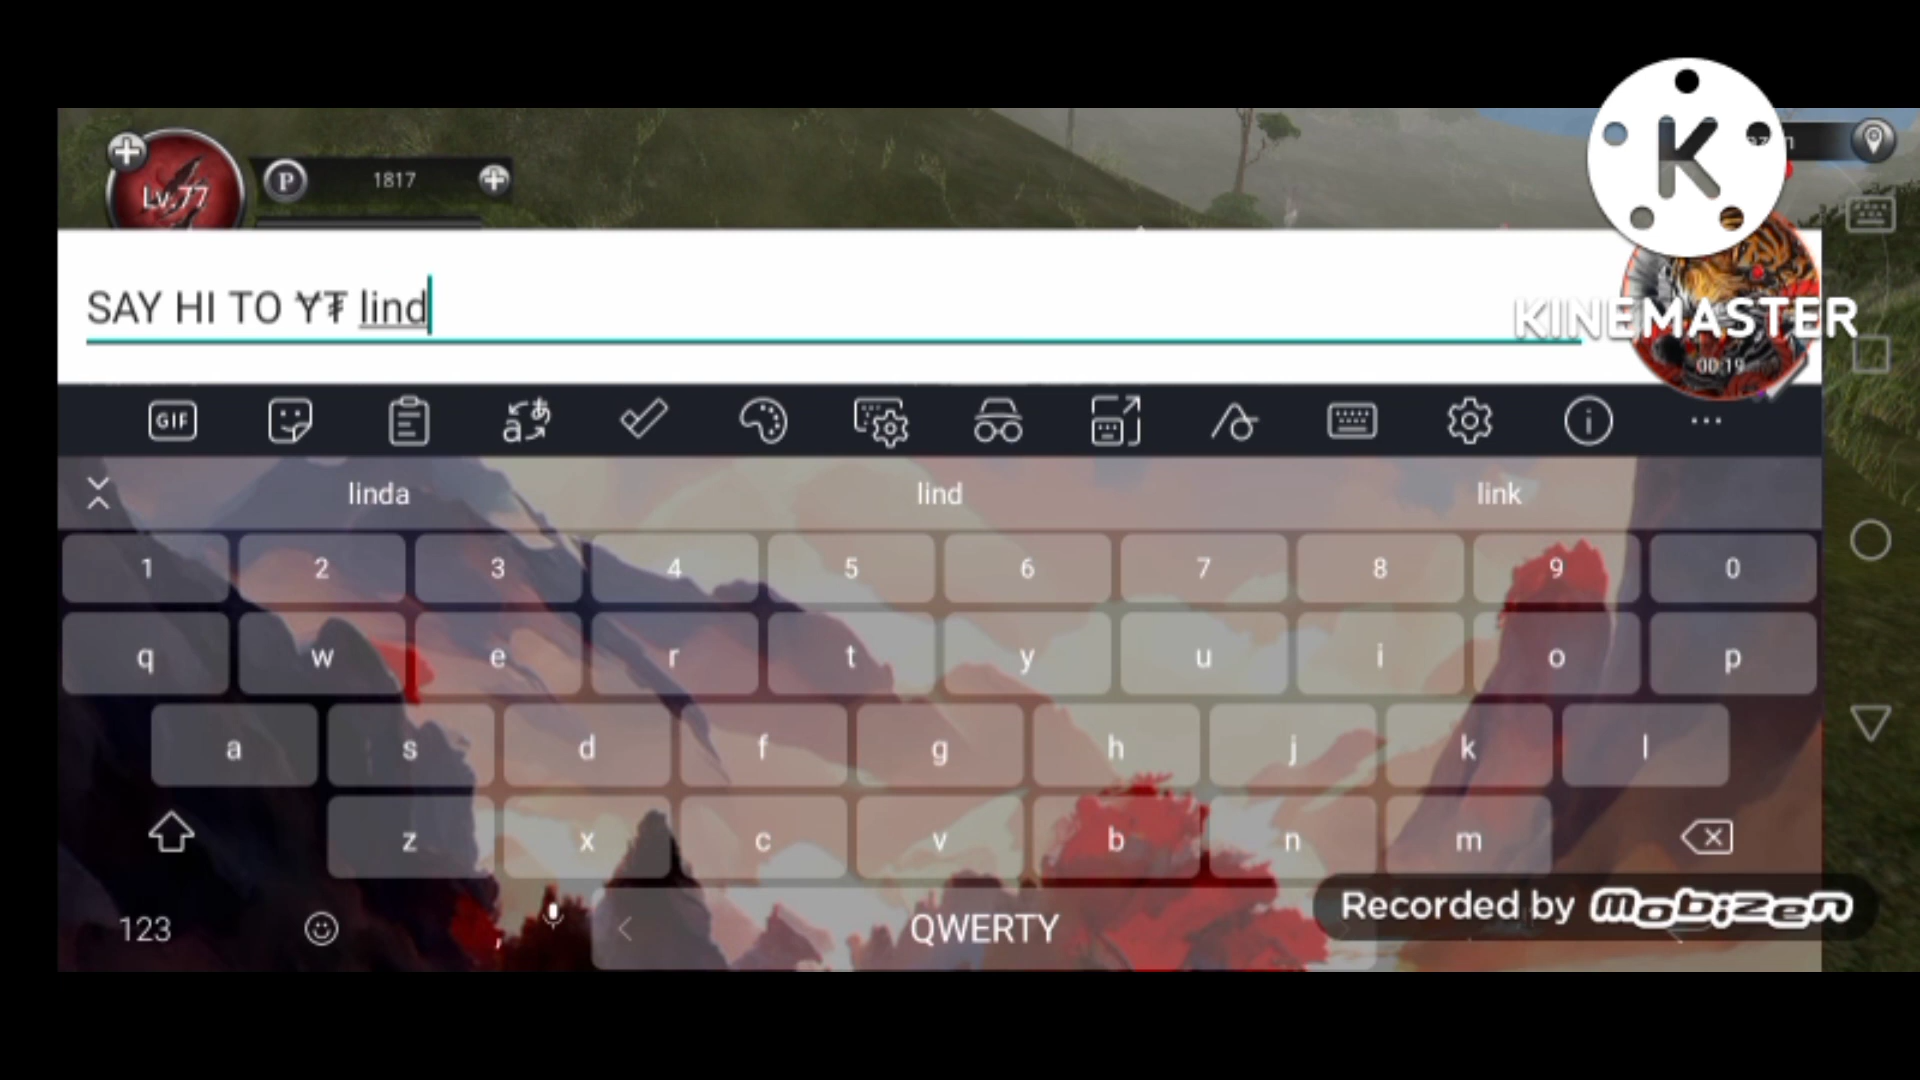 Lv.77
P 1817
K
SAY HI TO ɎŦ lind
KINEMASTER
00:19
GIF
linda lind link
1 2 3 4 5 6 7 8 9 0
q w e r t y u i o p
a s d f g h j k l
z x c v b n m
123 , QWERTY
Recorded by Mobizen